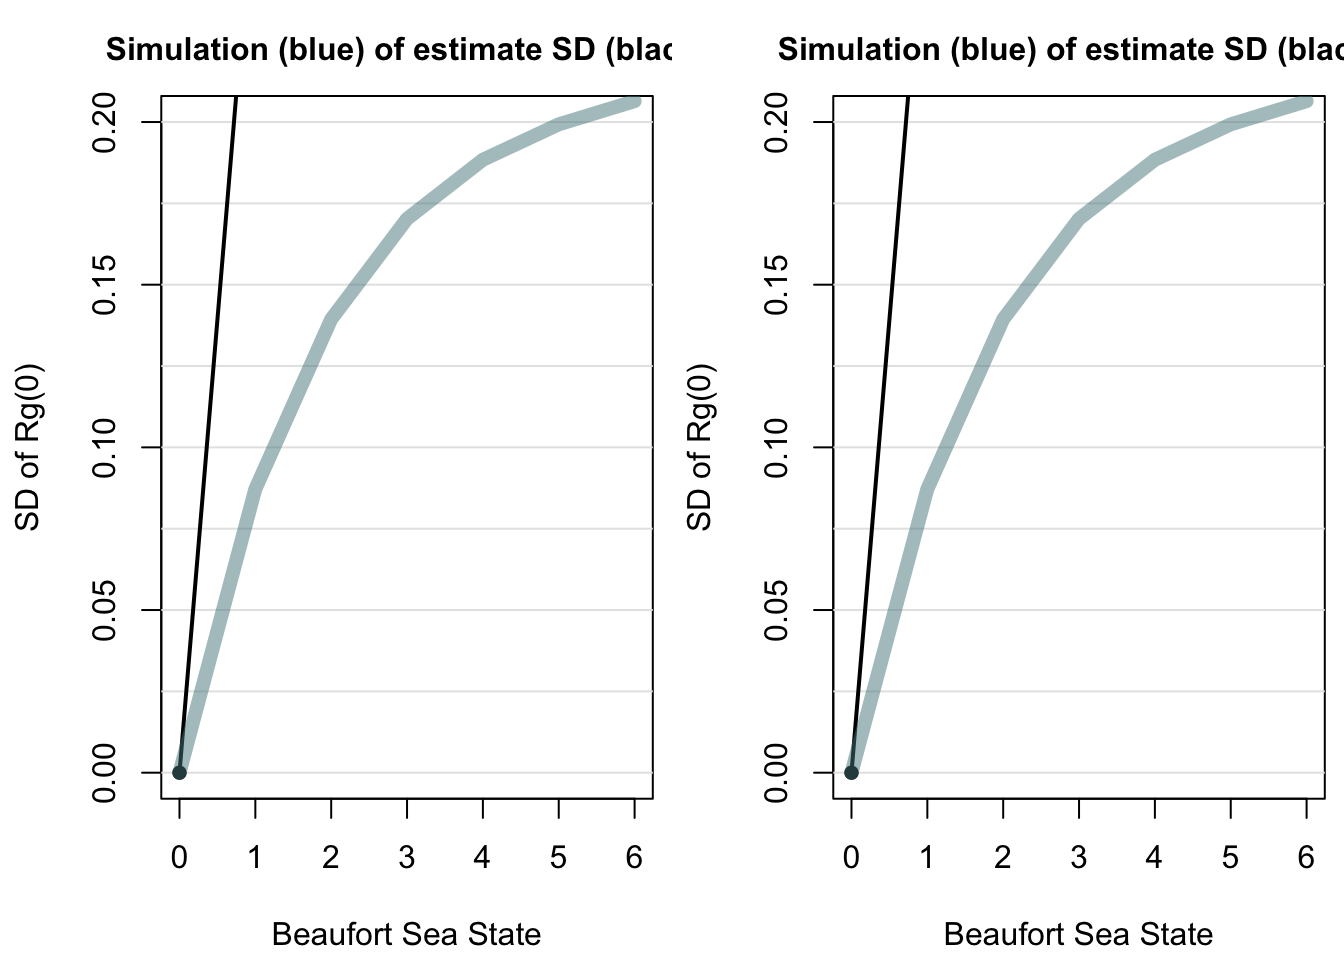 Simulation (blue) of estimate SD (blac
SD of Rg(0)
0.20
0.15
0.10
0.05
0.00
0 1 2 3 4 5 6
Beaufort Sea State
Simulation (blue) of estimate SD (blac
SD of Rg(0)
0.20
0.15
0.10
0.05
0.00
0 1 2 3 4 5 6
Beaufort Sea State